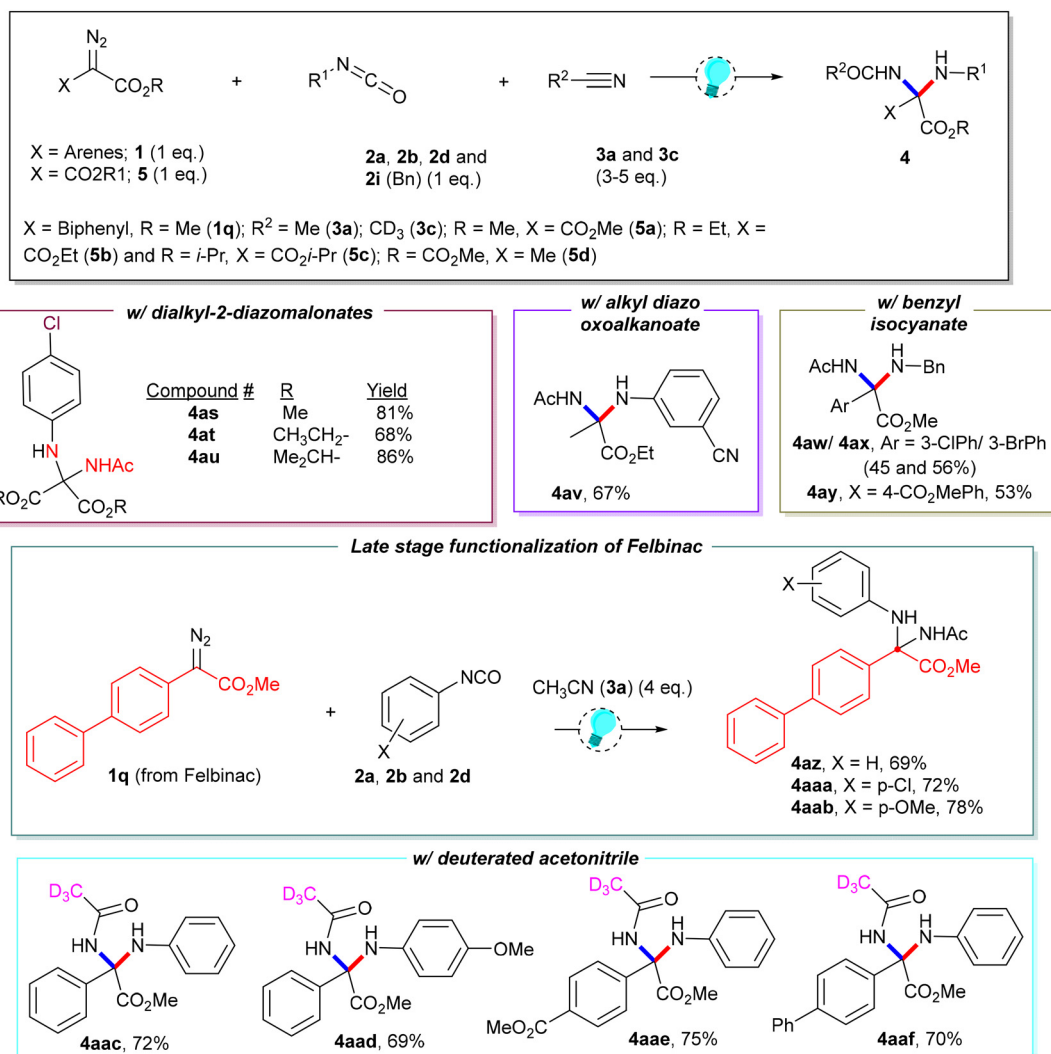 N₂
X
CO₂R
+
R¹
N
C
O
+
R²
N
R²OCHN
H
N
R¹
X
CO₂R
4
X = Arenes; 1 (1 eq.)
X = CO2R1; 5 (1 eq.)
2a, 2b, 2d and
2i (Bn) (1 eq.)
3a and 3c
(3-5 eq.)
X = Biphenyl, R = Me (1q); R² = Me (3a); CD₃ (3c); R = Me, X = CO₂Me (5a); R = Et, X =
CO₂Et (5b) and R = i-Pr, X = CO₂i-Pr (5c); R = CO₂Me, X = Me (5d)
w/ dialkyl-2-diazomalonates
Cl
HN
NHAc
RO₂C
CO₂R
Compound # R Yield
4as Me 81%
4at CH₃CH₂- 68%
4au Me₂CH- 86%
w/ alkyl diazo
oxoalkanoate
AcHN
H
N
CO₂Et
CN
4av, 67%
w/ benzyl
isocyanate
AcHN
H
N
Bn
Ar
CO₂Me
4aw/ 4ax, Ar = 3-ClPh/ 3-BrPh
(45 and 56%)
4ay, X = 4-CO₂MePh, 53%
Late stage functionalization of Felbinac
N₂
CO₂Me
1q (from Felbinac)
+
NCO
X
2a, 2b and 2d
CH₃CN (3a) (4 eq.)
X
NH
NHAc
CO₂Me
4az, X = H, 69%
4aaa, X = p-Cl, 72%
4aab, X = p-OMe, 78%
w/ deuterated acetonitrile
D₃C
O
HN
H
N
CO₂Me
4aac, 72%
D₃C
O
HN
H
N
OMe
CO₂Me
4aad, 69%
D₃C
O
HN
H
N
CO₂Me
MeO₂C
4aae, 75%
D₃C
O
HN
H
N
CO₂Me
Ph
4aaf, 70%